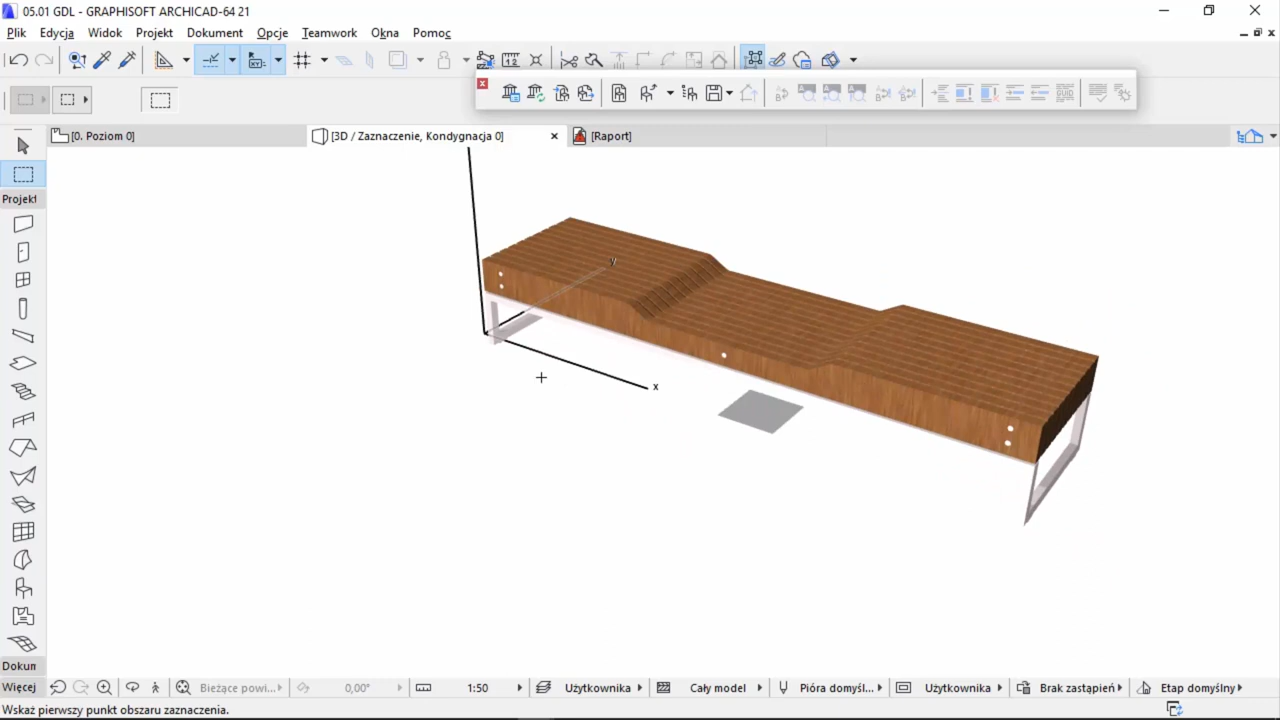 05.01 GDL - GRAPHISOFT ARCHICAD-64 21
Plik Edycja Widok Projekt Dokument Opcje Teamwork Okna Pomoc
[0. Poziom 0] [3D / Zaznaczenie, Kondygnacja 0] [Raport]
Projekt
y
x
Dokun
Więcej Bieżące powi... 0,00° 1:50 Użytkownika Cały model Pióra domyśl... Użytkownika Brak zastąpień Etap domyślny
Wskaż pierwszy punkt obszaru zaznaczenia.